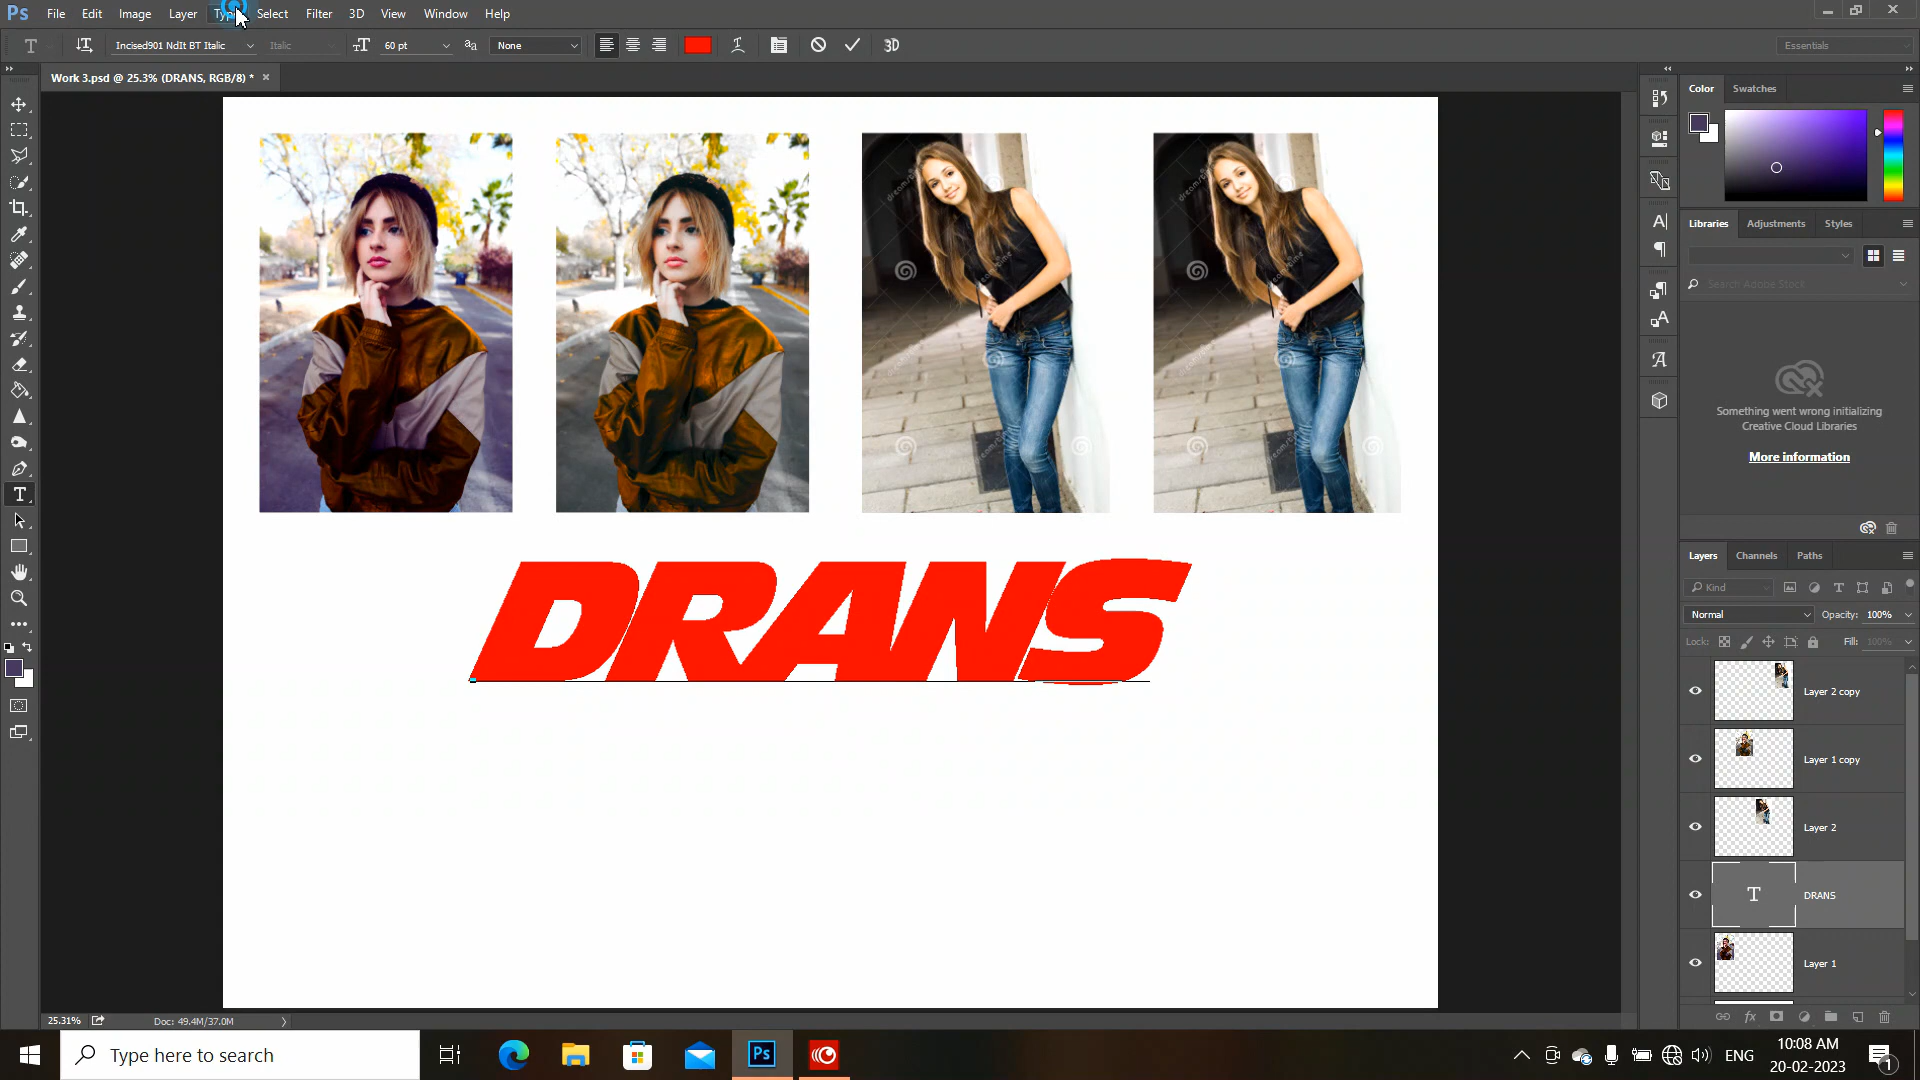 Ps File Edit Image Layer Type Select Filter 3D View Window Help
T Incised901 NdIt BT Italic Italic 60 pt None 3D Essentials
Work 3.psd @ 25.3% (DRANS, RGB/8) *
Color Swatches
Libraries Adjustments Styles
Search Adobe Stock
Something went wrong initializing
Creative Cloud Libraries
More information
DRANS
Layers Channels Paths
Kind
Normal Opacity: 100%
Lock: Fill: 100%
Layer 2 copy
Layer 1 copy
Layer 2
T DRANS
Layer 1
25.31% Doc: 49.4M/37.0M
Type here to search
Ps
ENG
10:08 AM
20-02-2023
1